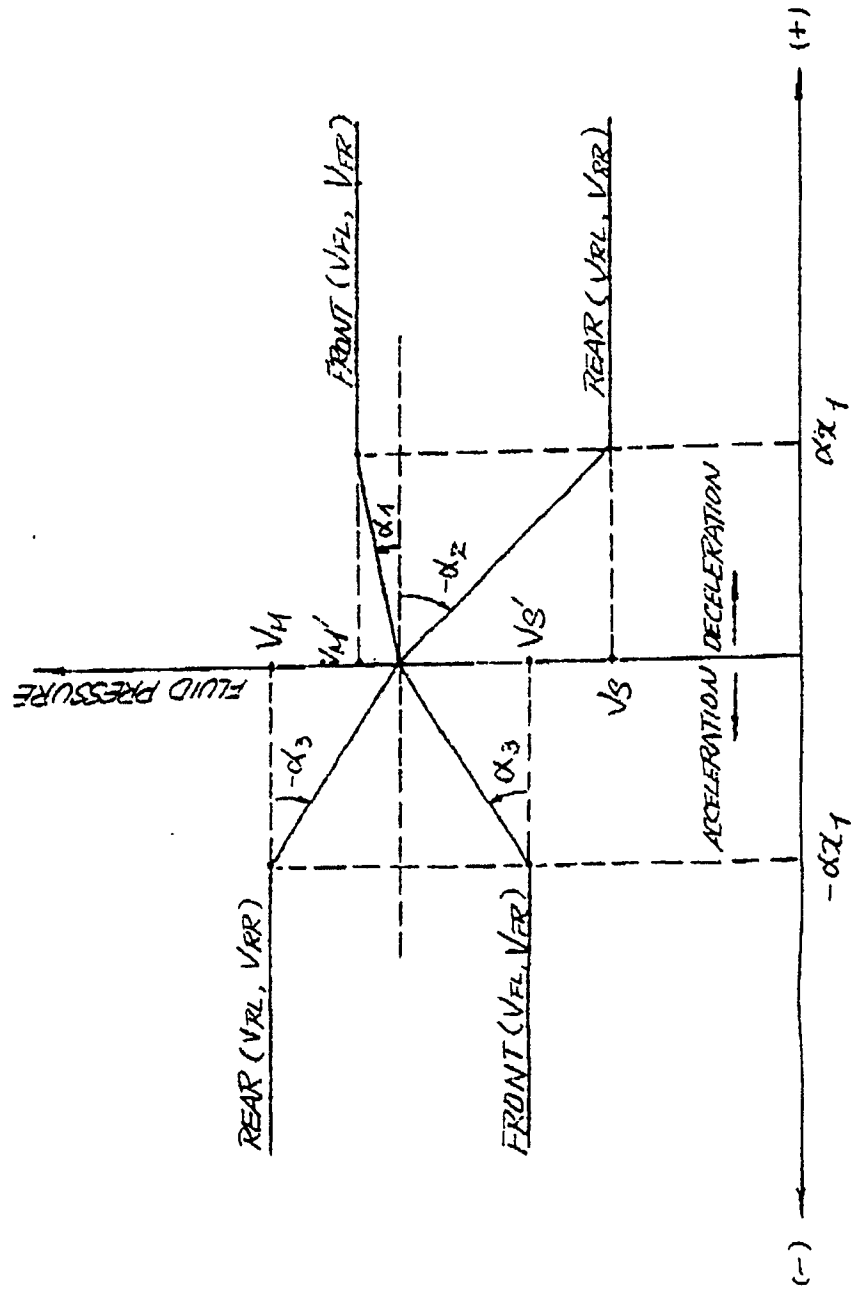 FLUID PRESSURE
REAR (VRL, VRR)
VM
-α3
VM'
FRONT (VFL, VFR)
α1
-α2
α3
FRONT (VFL, VFR)
VS'
VS
REAR (VRL, VRR)
ACCELERATION DECELERATION
(-)
-αx1
αx1
(+)